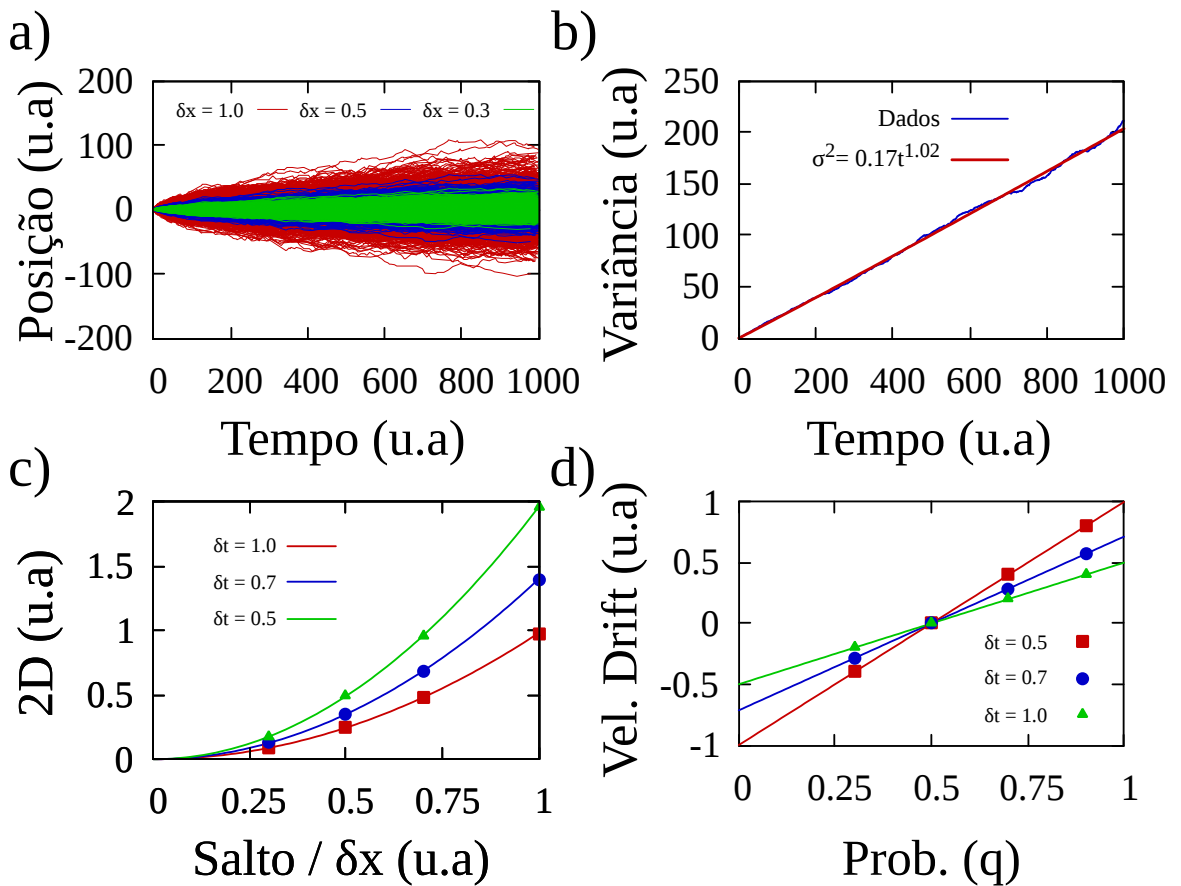 a)
Posição (u.a)
200
100
0
-100
-200
δx = 1.0 δx = 0.5 δx = 0.3
0 200 400 600 800 1000
Tempo (u.a)
b)
Variância (u.a)
250
200
150
100
50
0
Dados
σ²= 0.17t¹·⁰²
0 200 400 600 800 1000
Tempo (u.a)
c)
2D (u.a)
2
1.5
1
0.5
0
δt = 1.0
δt = 0.7
δt = 0.5
0 0.25 0.5 0.75 1
Salto / δx (u.a)
d)
Vel. Drift (u.a)
1
0.5
0
-0.5
-1
δt = 0.5
δt = 0.7
δt = 1.0
0 0.25 0.5 0.75 1
Prob. (q)